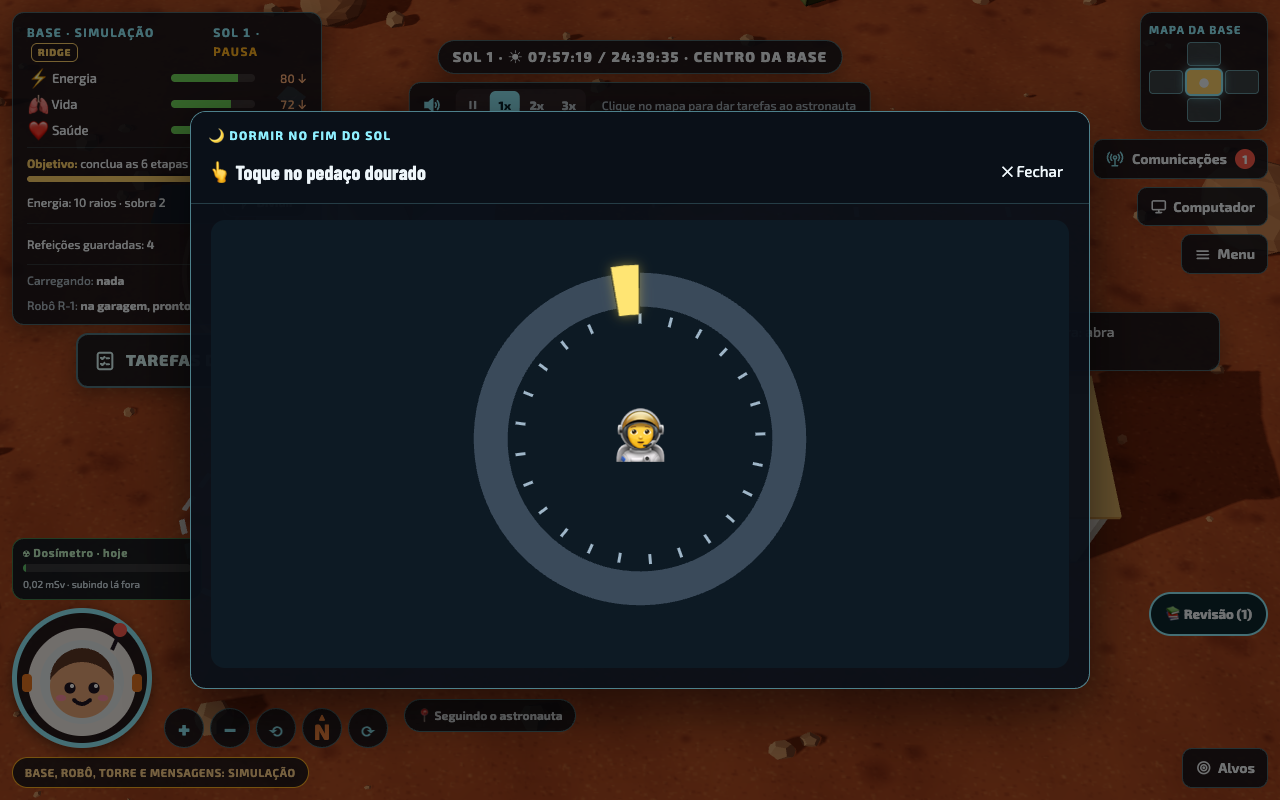 BASE · SIMULAÇÃO
RIDGE
SOL 1 · PAUSA
Energia 80 ↓
Vida 72 ↓
Saúde
Objetivo: conclua as 6 etapas
Energia: 10 raios · sobra 2
Refeições guardadas: 4
Carregando: nada
Robô R-1: na garagem, pronto
TAREFAS
SOL 1 · ☀ 07:57:19 / 24:39:35 · CENTRO DA BASE
1x 2x 3x Clique no mapa para dar tarefas ao astronauta
MAPA DA BASE
Comunicações 1
Computador
Menu
DORMIR NO FIM DO SOL
Toque no pedaço dourado
Fechar
Dosímetro · hoje
0,02 mSv · subindo lá fora
Revisão (1)
N
Seguindo o astronauta
BASE, ROBÔ, TORRE E MENSAGENS: SIMULAÇÃO
Alvos